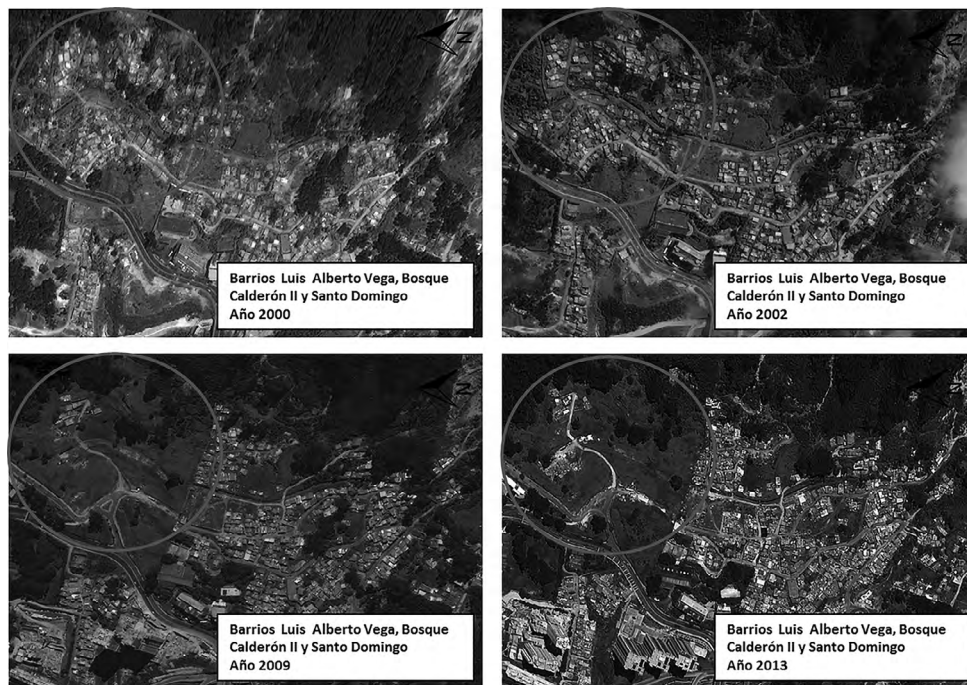 N
N
Barrios Luis Alberto Vega, Bosque
Calderón II y Santo Domingo
Año 2000
Barrios Luis Alberto Vega, Bosque
Calderón II y Santo Domingo
Año 2002
N
N
Barrios Luis Alberto Vega, Bosque
Calderón II y Santo Domingo
Año 2009
Barrios Luis Alberto Vega, Bosque
Calderón II y Santo Domingo
Año 2013